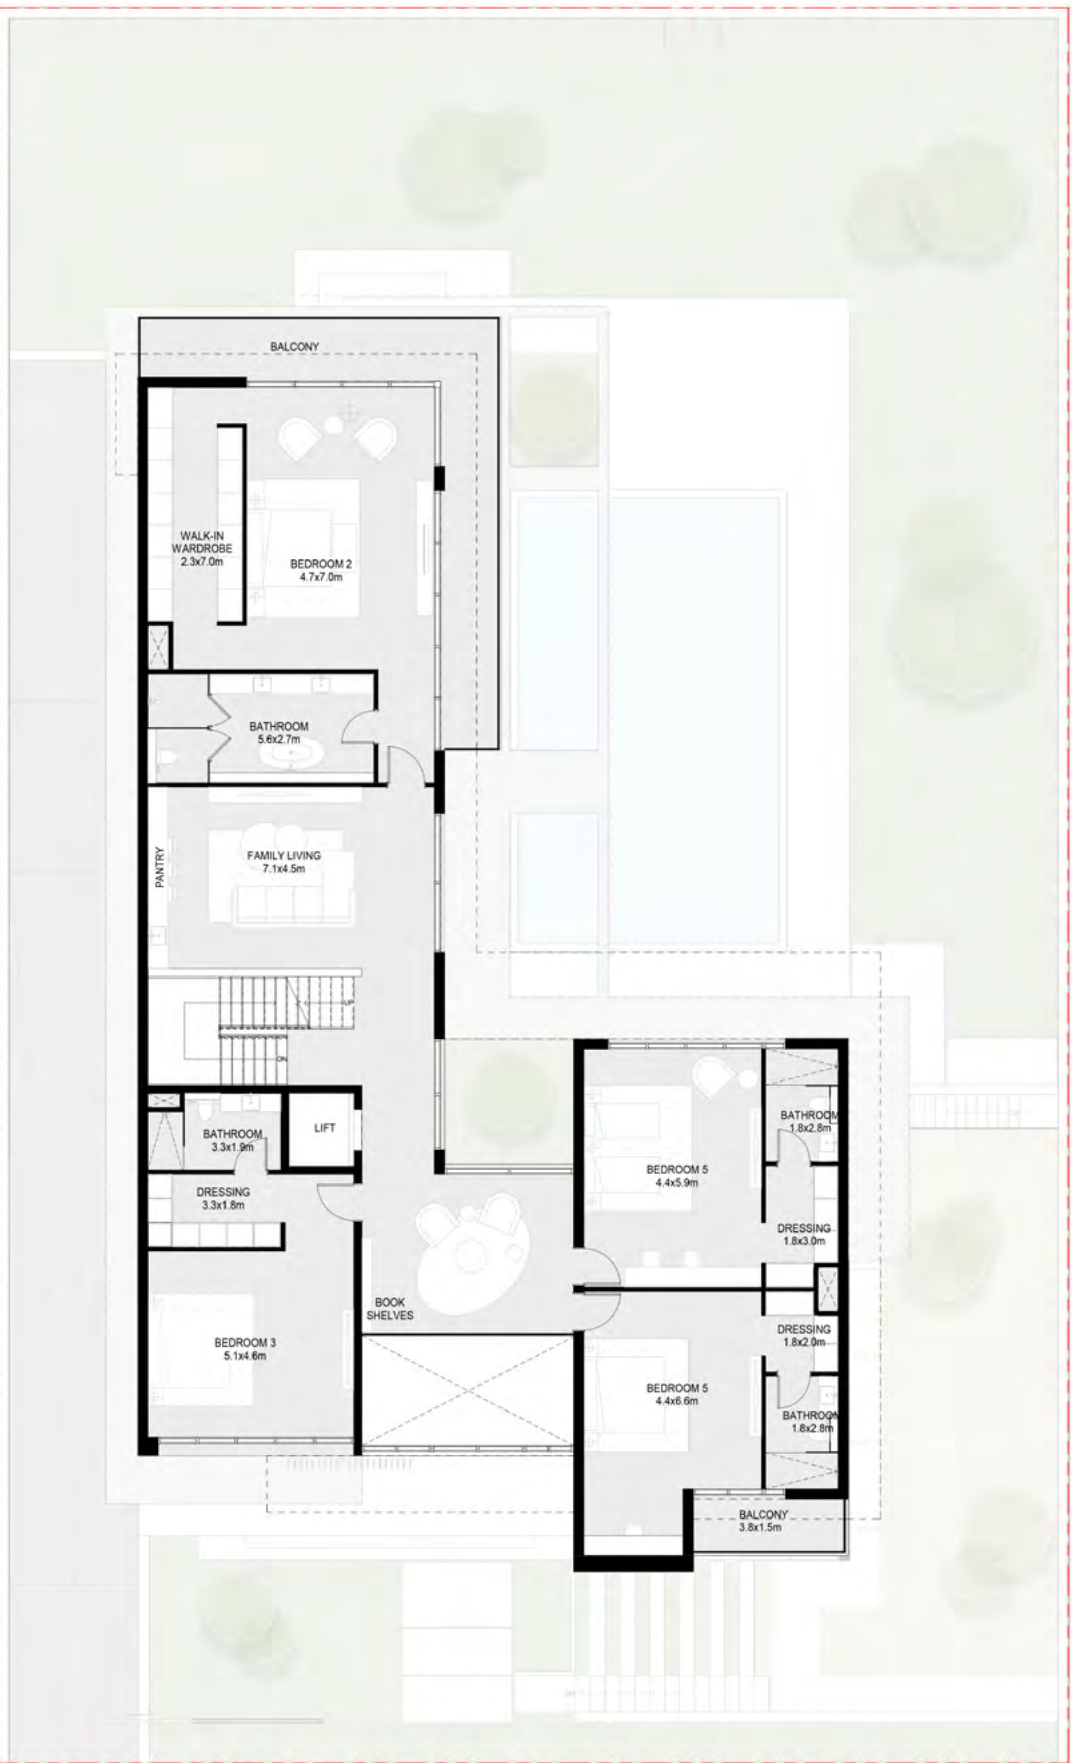 BALCONY
WALK-IN
WARDROBE
2.3x7.0m
BEDROOM 2
4.7x7.0m
BATHROOM
5.6x2.7m
FAMILY LIVING
7.1x4.5m
PANTRY
UP
DN
BATHROOM
3.3x1.9m
LIFT
DRESSING
3.3x1.8m
BEDROOM 3
5.1x4.6m
BOOK
SHELVES
BEDROOM 5
4.4x5.9m
BATHROOM
1.8x2.8m
DRESSING
1.8x3.0m
DRESSING
1.8x2.0m
BEDROOM 5
4.4x6.6m
BATHROOM
1.8x2.8m
BALCONY
3.8x1.5m